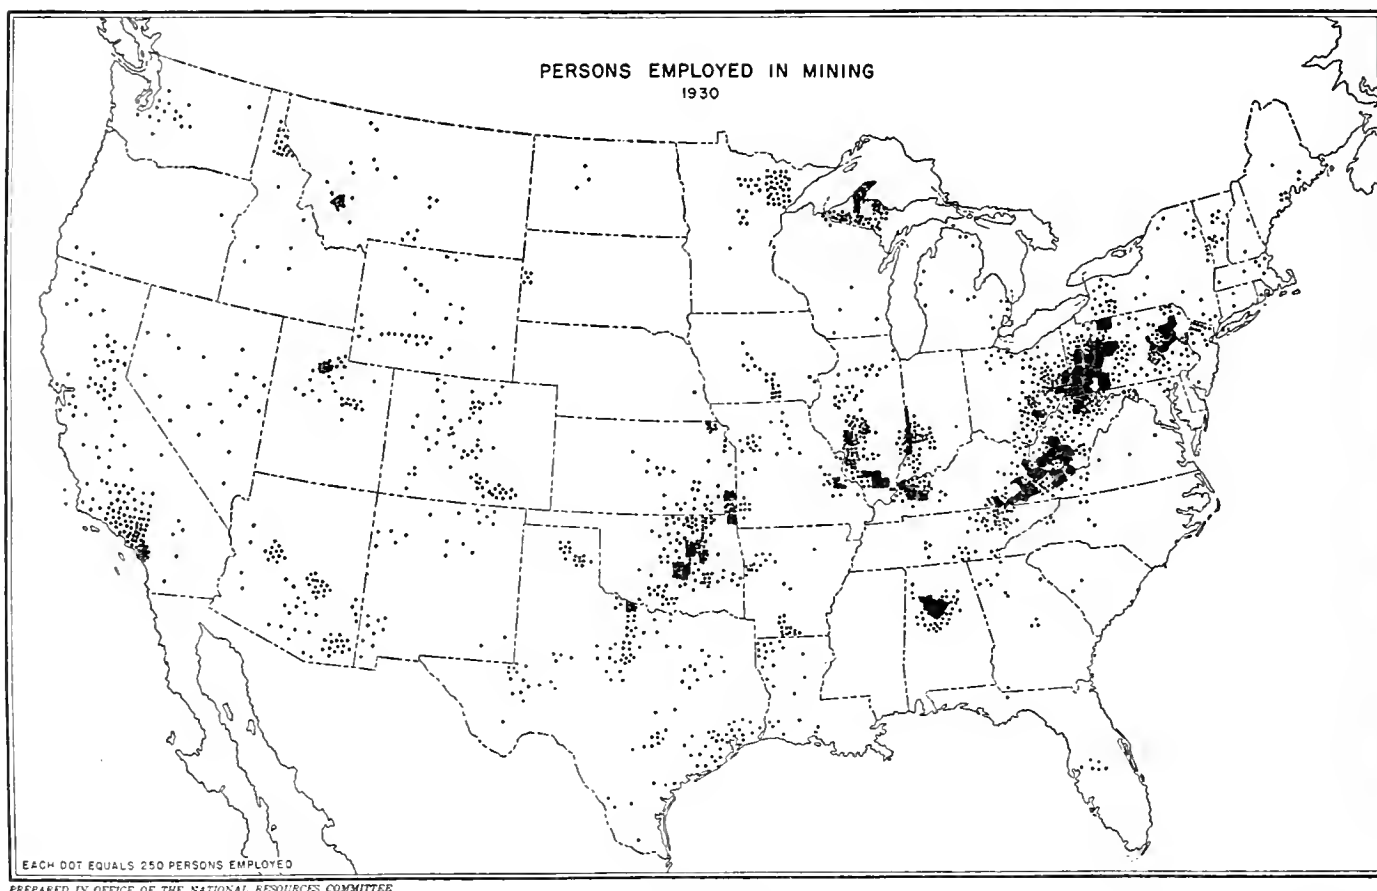 PERSONS EMPLOYED IN MINING
1930
EACH DOT EQUALS 250 PERSONS EMPLOYED
PREPARED IN OFFICE OF THE NATIONAL RESOURCES COMMITTEE